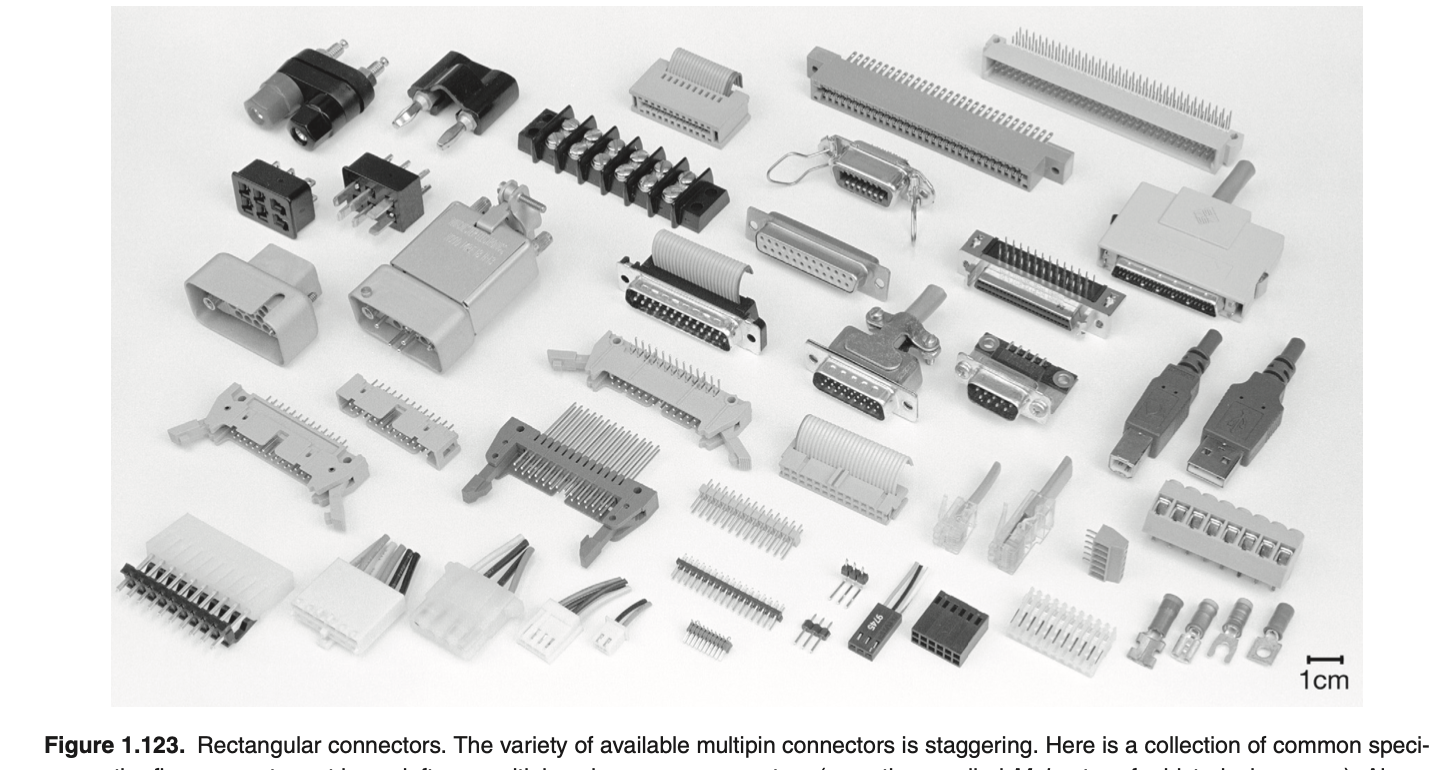 9745
1cm
Figure 1.123. Rectangular connectors. The variety of available multipin connectors is staggering. Here is a collection of common speci-